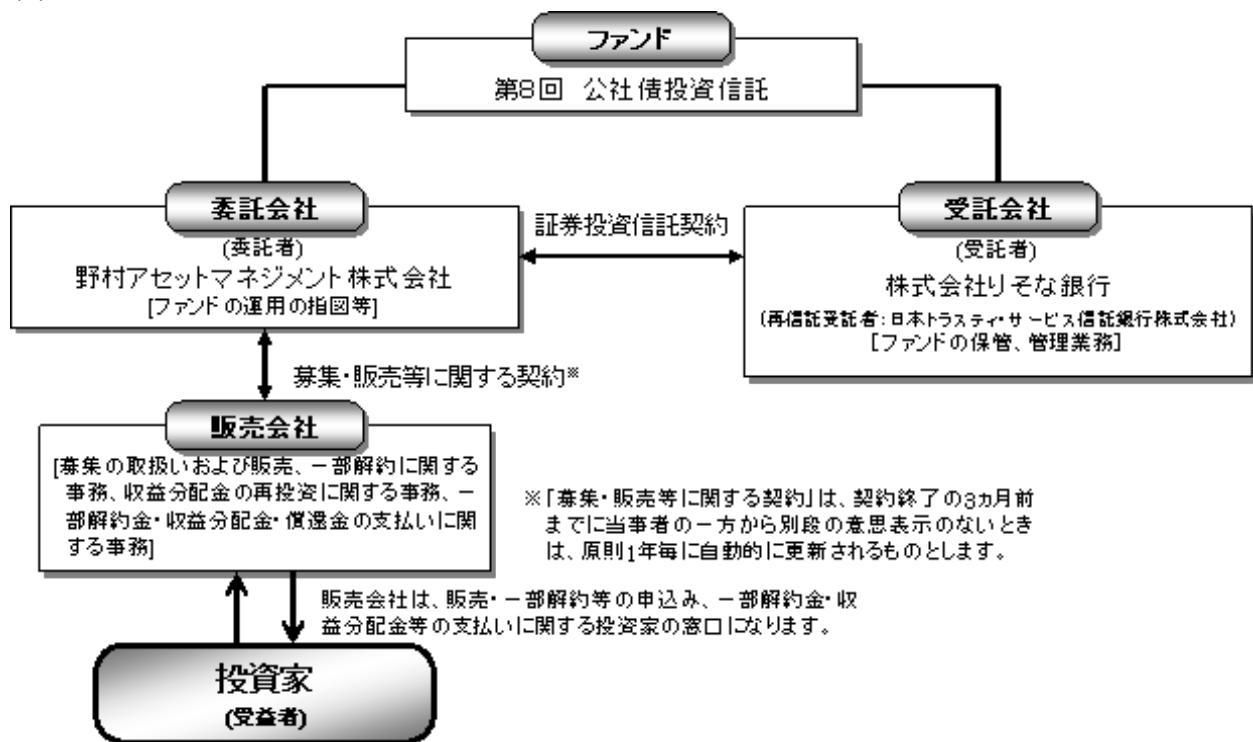 ファンド
第8回 公社債投資信託
委託会社
(委託者)
野村アセットマネジメント株式会社
[ファンドの運用の指図等]
証券投資信託契約
受託会社
(受託者)
株式会社りそな銀行
(再信託受託者:日本トラスティ・サービス信託銀行株式会社)
[ファンドの保管、管理業務]
募集・販売等に関する契約※
販売会社
[募集の取扱いおよび販売、一部解約に関する
事務、収益分配金の再投資に関する事務、一
部解約金・収益分配金・償還金の支払いに関
する事務]
※「募集・販売等に関する契約」は、契約終了の3ヵ月前
までに当事者の一方から別段の意思表示のないとき
は、原則1年毎に自動的に更新されるものとします。
販売会社は、販売・一部解約等の申込み、一部解約金・収
益分配金等の支払いに関する投資家の窓口になります。
投資家
(受益者)